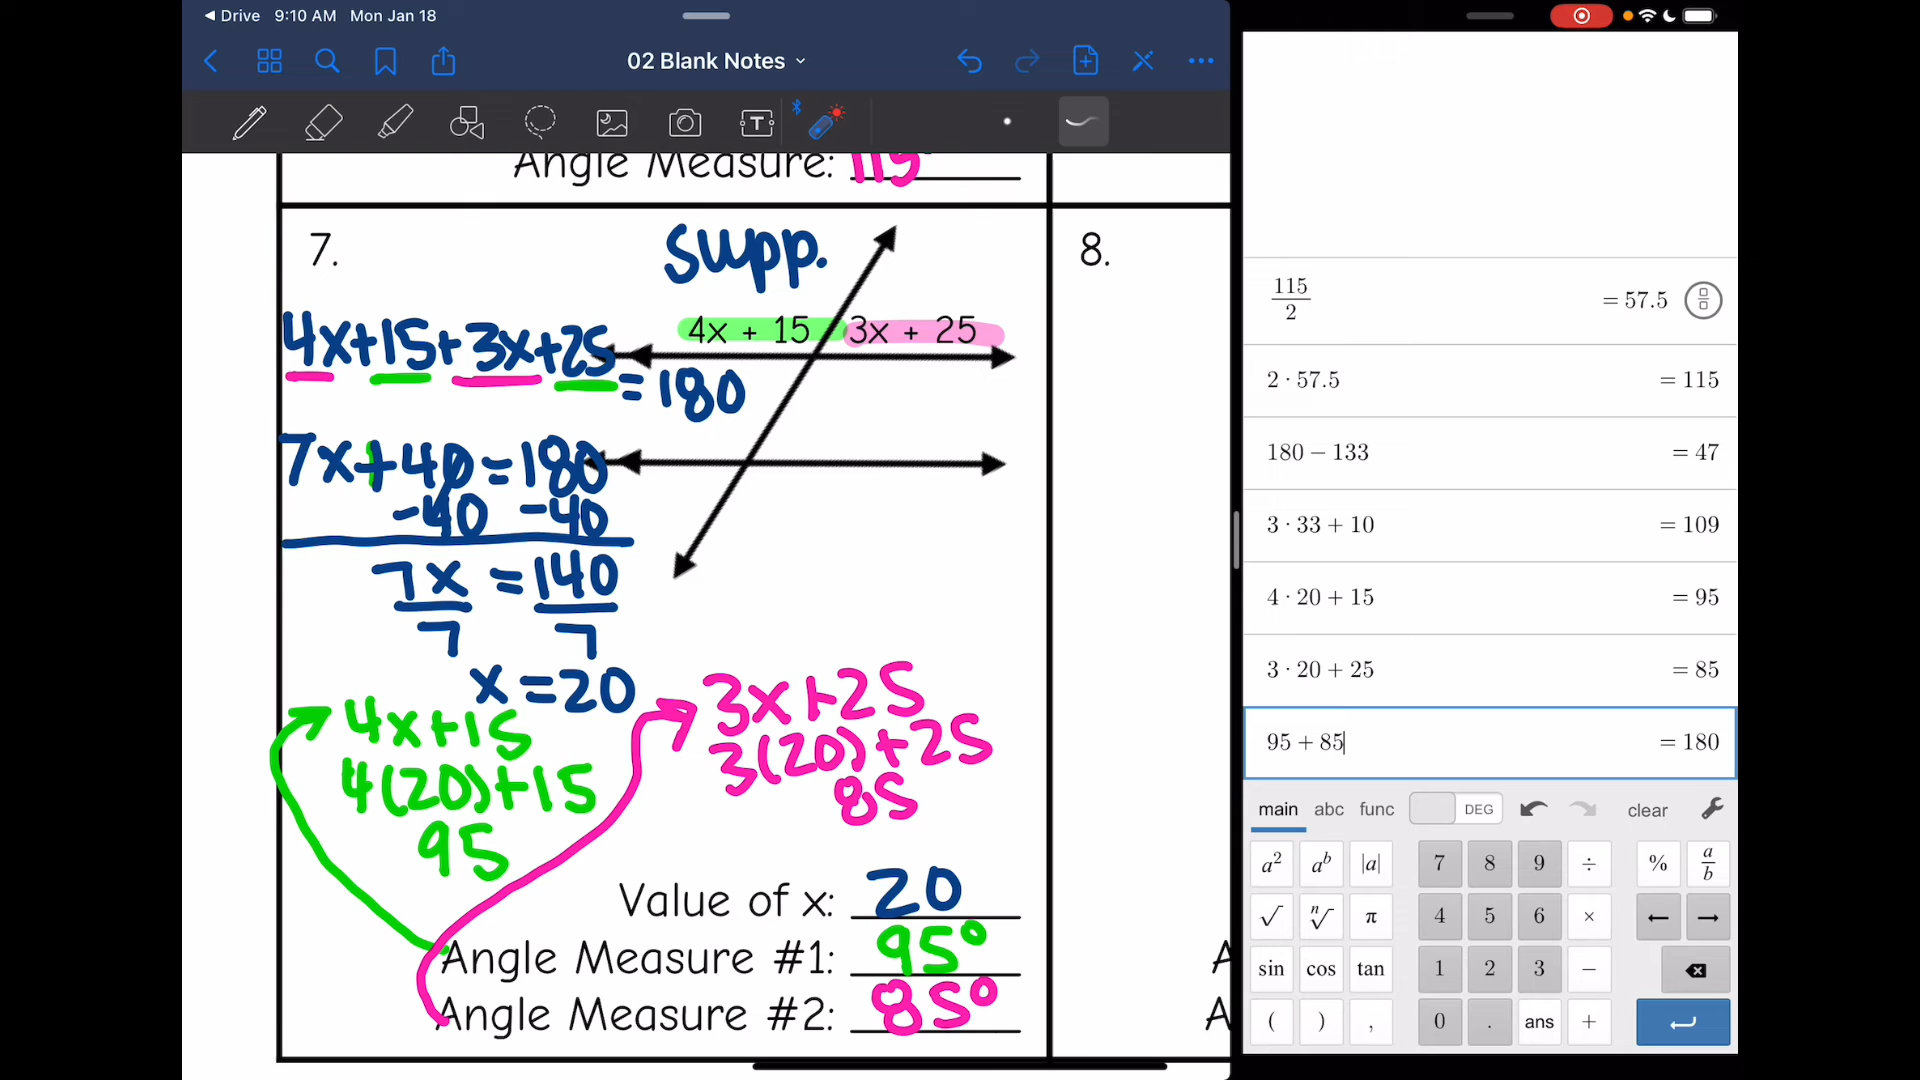 Drive 9:10 AM Mon Jan 18
02 Blank Notes
T
Angle Measure: 115°
7.
supp.
8.
4x + 15 3x + 25
4x+15+3x+25
=180
7x+40=180
-40 -40
7x = 140
7 7
x=20
4x+15
4(20)+15
95
3x+25
3(20)+25
85
Value of x: 20
Angle Measure #1: 95°
Angle Measure #2: 85°
A
A
115
2
= 57.5
2 · 57.5 = 115
180 − 133 = 47
3 · 33 + 10 = 109
4 · 20 + 15 = 95
3 · 20 + 25 = 85
95 + 85 = 180
main abc func DEG clear
a² aᵇ |a| 7 8 9 ÷ % a/b
√ ⁿ√ π 4 5 6 × ← →
sin cos tan 1 2 3 −
( ) , 0 . ans +